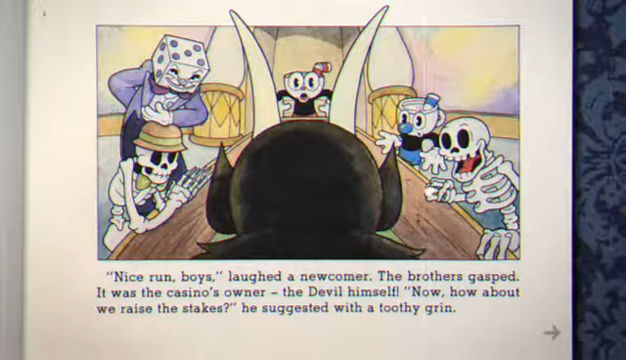 "Nice run, boys," laughed a newcomer. The brothers gasped.
It was the casino's owner – the Devil himself! "Now, how about
we raise the stakes?" he suggested with a toothy grin.